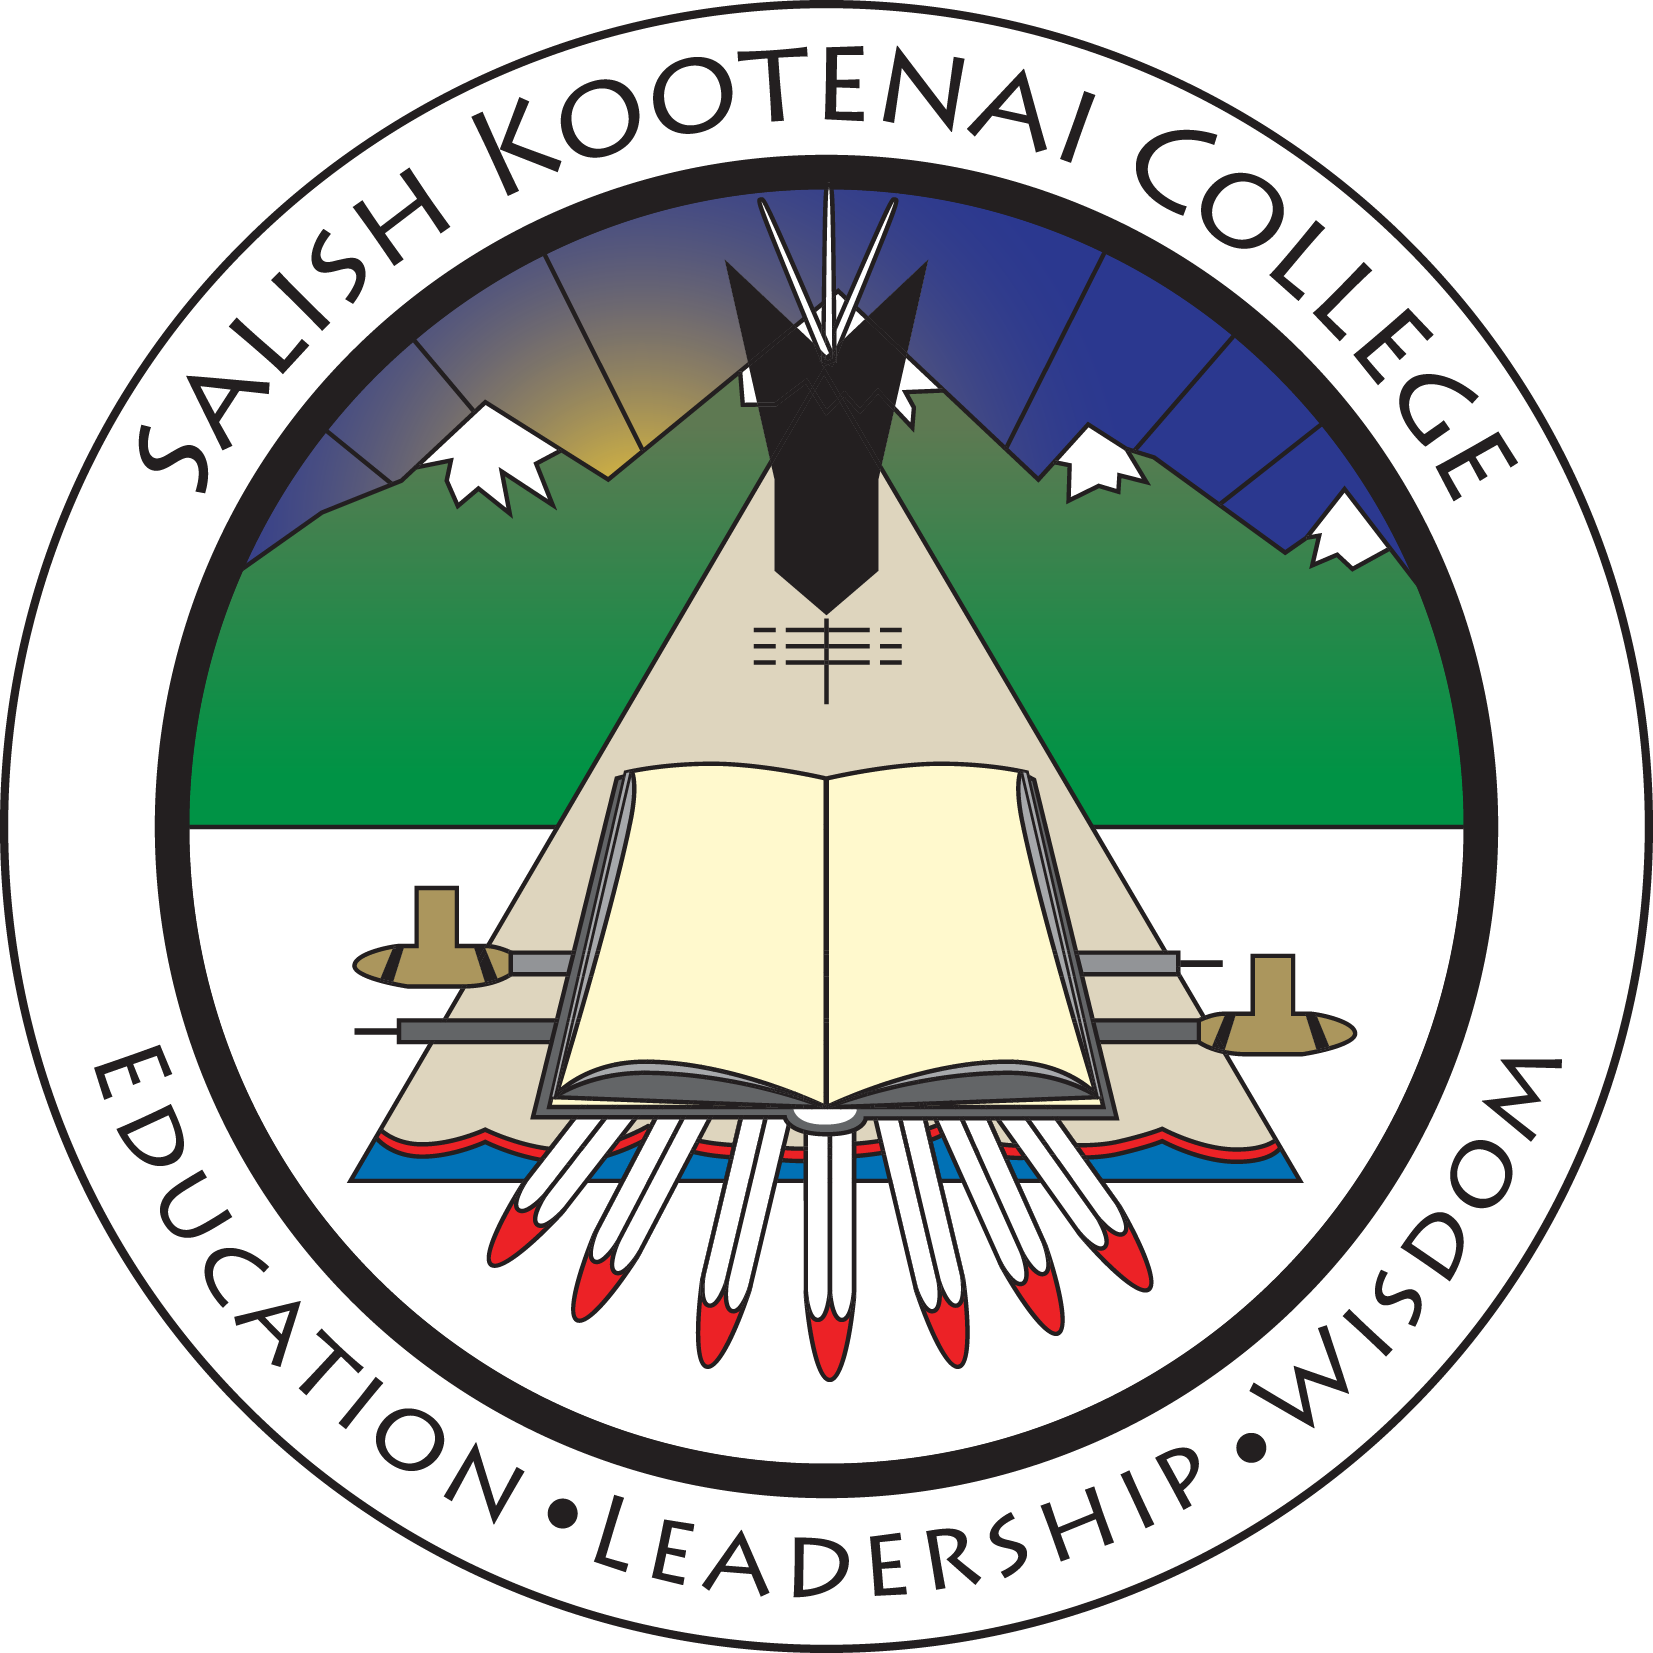 SALISH KOOTENAI COLLEGE
EDUCATION • LEADERSHIP • WISDOM